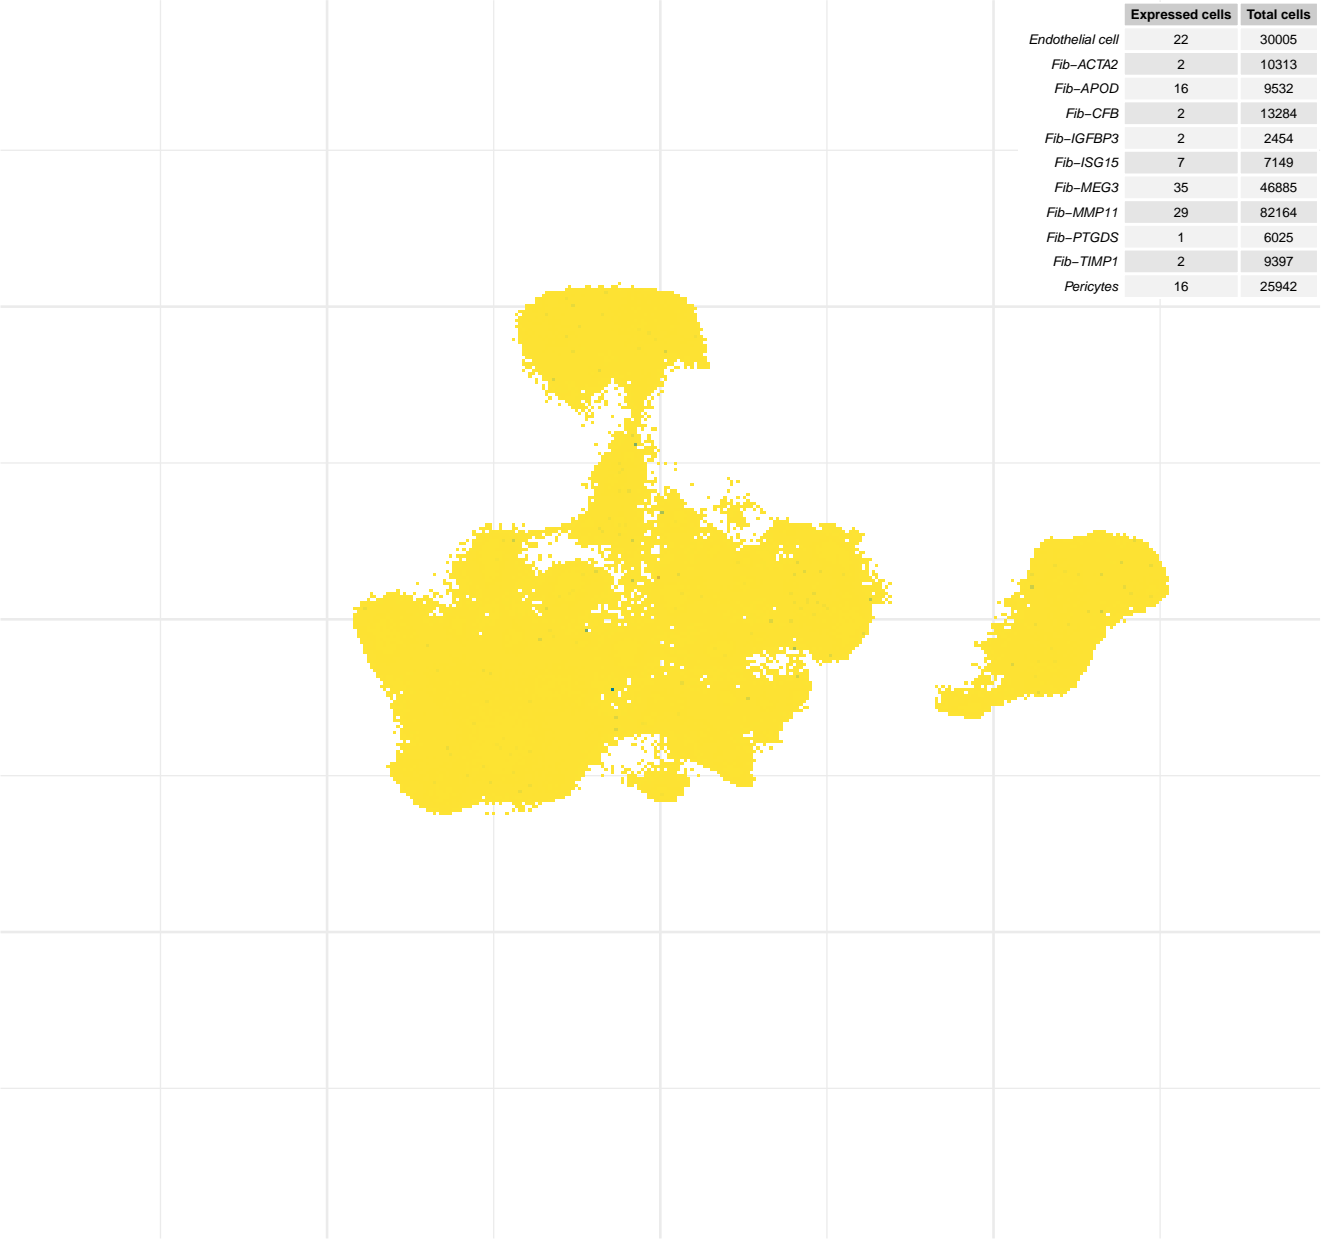 Expressed cells Total cells
Endothelial cell 22 30005
Fib−ACTA2 2 10313
Fib−APOD 16 9532
Fib−CFB 2 13284
Fib−IGFBP3 2 2454
Fib−ISG15 7 7149
Fib−MEG3 35 46885
Fib−MMP11 29 82164
Fib−PTGDS 1 6025
Fib−TIMP1 2 9397
Pericytes 16 25942